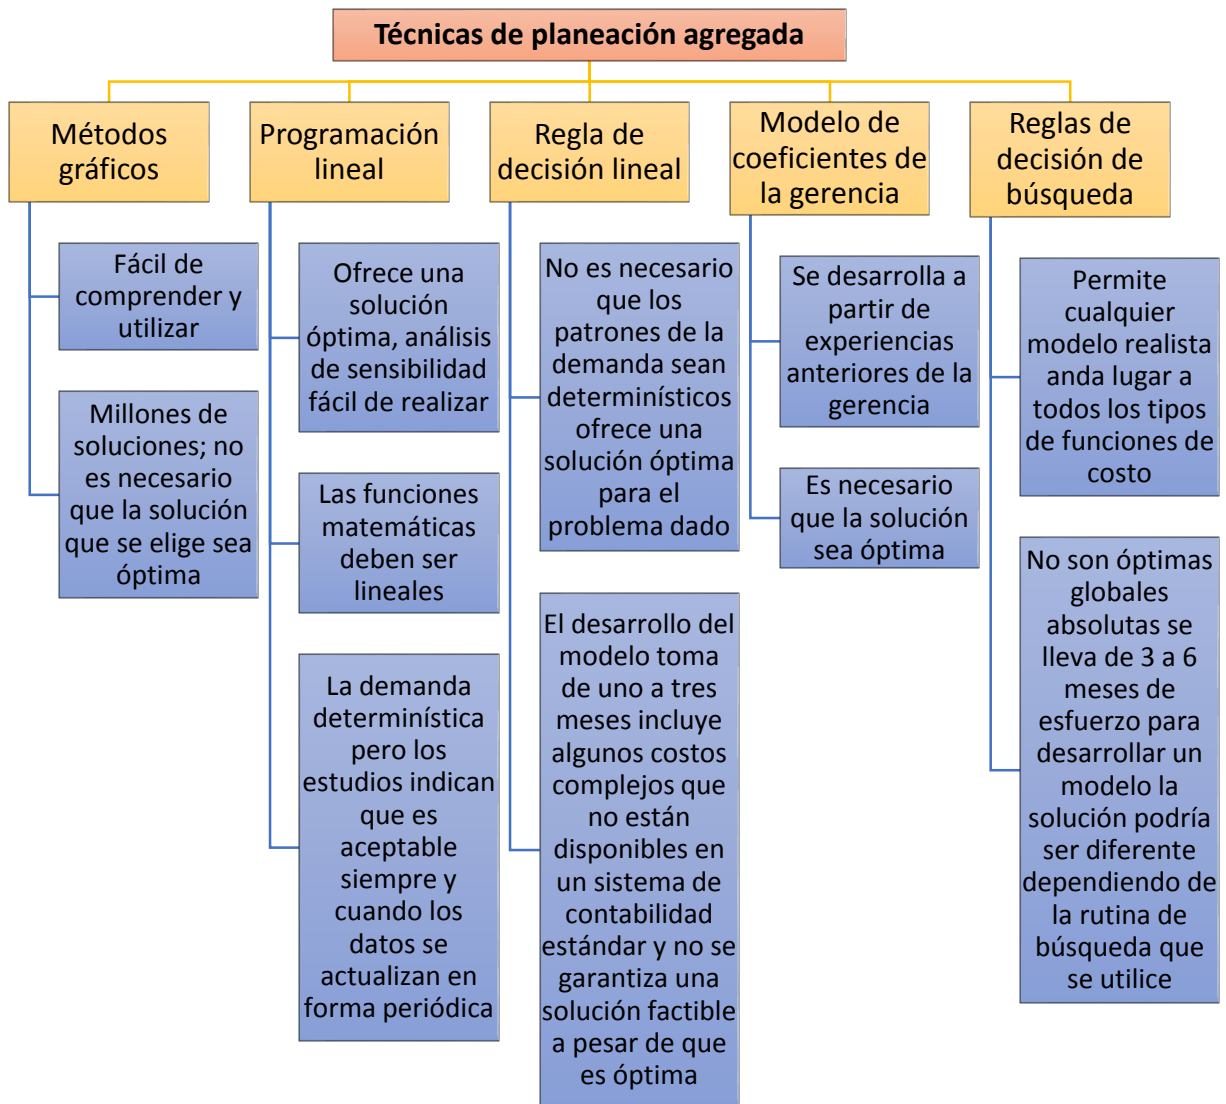 Técnicas de planeación agregada
Métodos
gráficos
Fácil de
comprender y
utilizar
Millones de
soluciones; no
es necesario
que la solución
que se elige sea
óptima
Programación
lineal
Ofrece una
solución
óptima, análisis
de sensibilidad
fácil de realizar
Las funciones
matemáticas
deben ser
lineales
La demanda
determinística
pero los
estudios indican
que es
aceptable
siempre y
cuando los
datos se
actualizan en
forma periódica
Regla de
decisión lineal
No es necesario
que los
patrones de la
demanda sean
determinísticos
ofrece una
solución óptima
para el
problema dado
El desarrollo del
modelo toma
de uno a tres
meses incluye
algunos costos
complejos que
no están
disponibles en
un sistema de
contabilidad
estándar y no se
garantiza una
solución factible
a pesar de que
es óptima
Modelo de
coeficientes de
la gerencia
Se desarrolla a
partir de
experiencias
anteriores de la
gerencia
Es necesario
que la solución
sea óptima
Reglas de
decisión de
búsqueda
Permite
cualquier
modelo realista
anda lugar a
todos los tipos
de funciones de
costo
No son óptimas
globales
absolutas se
lleva de 3 a 6
meses de
esfuerzo para
desarrollar un
modelo la
solución podría
ser diferente
dependiendo de
la rutina de
búsqueda que
se utilice